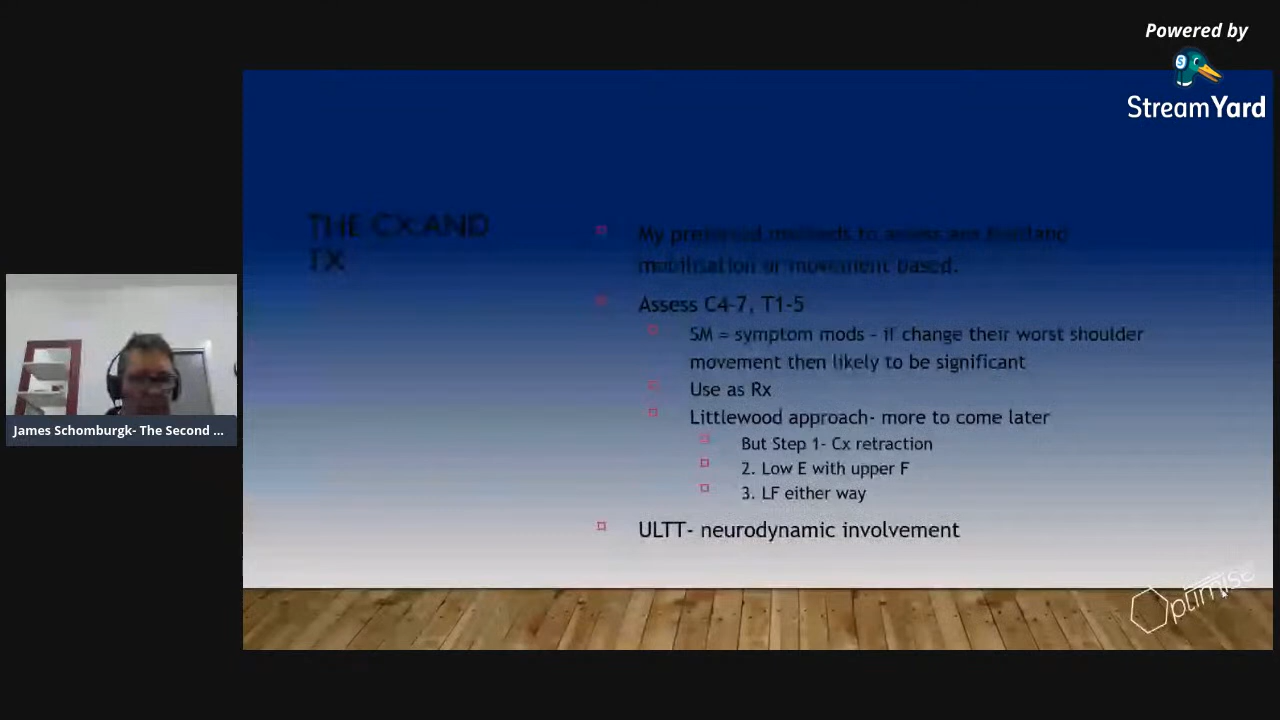 Powered by
StreamYard
THE CX AND
TX
My preferred methods to assess are Maitland
mobilisation or movement based.
Assess C4-7, T1-5
SM = symptom mods - if change their worst shoulder
movement then likely to be significant
Use as Rx
Littlewood approach- more to come later
But Step 1- Cx retraction
2. Low E with upper F
3. LF either way
ULTT- neurodynamic involvement
Optimise
James Schomburgk- The Second ...